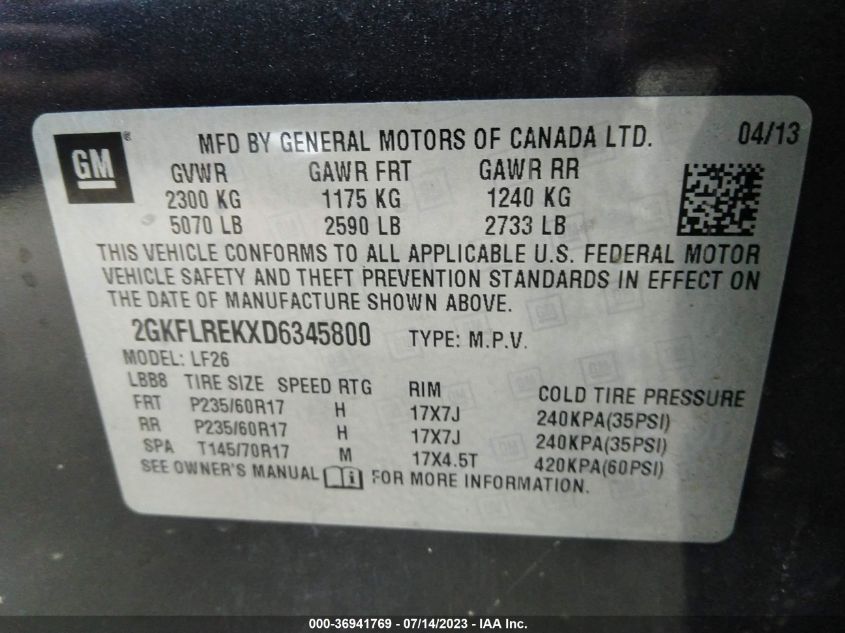 GM ®
MFD BY GENERAL MOTORS OF CANADA LTD. 04/13
GVWR GAWR FRT GAWR RR
2300 KG 1175 KG 1240 KG
5070 LB 2590 LB 2733 LB
THIS VEHICLE CONFORMS TO ALL APPLICABLE U.S. FEDERAL MOTOR
VEHICLE SAFETY AND THEFT PREVENTION STANDARDS IN EFFECT ON
THE DATE OF MANUFACTURE SHOWN ABOVE.
2GKFLREKXD6345800 TYPE: M.P.V.
MODEL: LF26
LBB8 TIRE SIZE SPEED RTG RIM COLD TIRE PRESSURE
FRT P235/60R17 H 17X7J 240KPA(35PSI)
RR P235/60R17 H 17X7J 240KPA(35PSI)
SPA T145/70R17 M 17X4.5T 420KPA(60PSI)
SEE OWNER'S MANUAL FOR MORE INFORMATION.
000-36941769 - 07/14/2023 - IAA Inc.